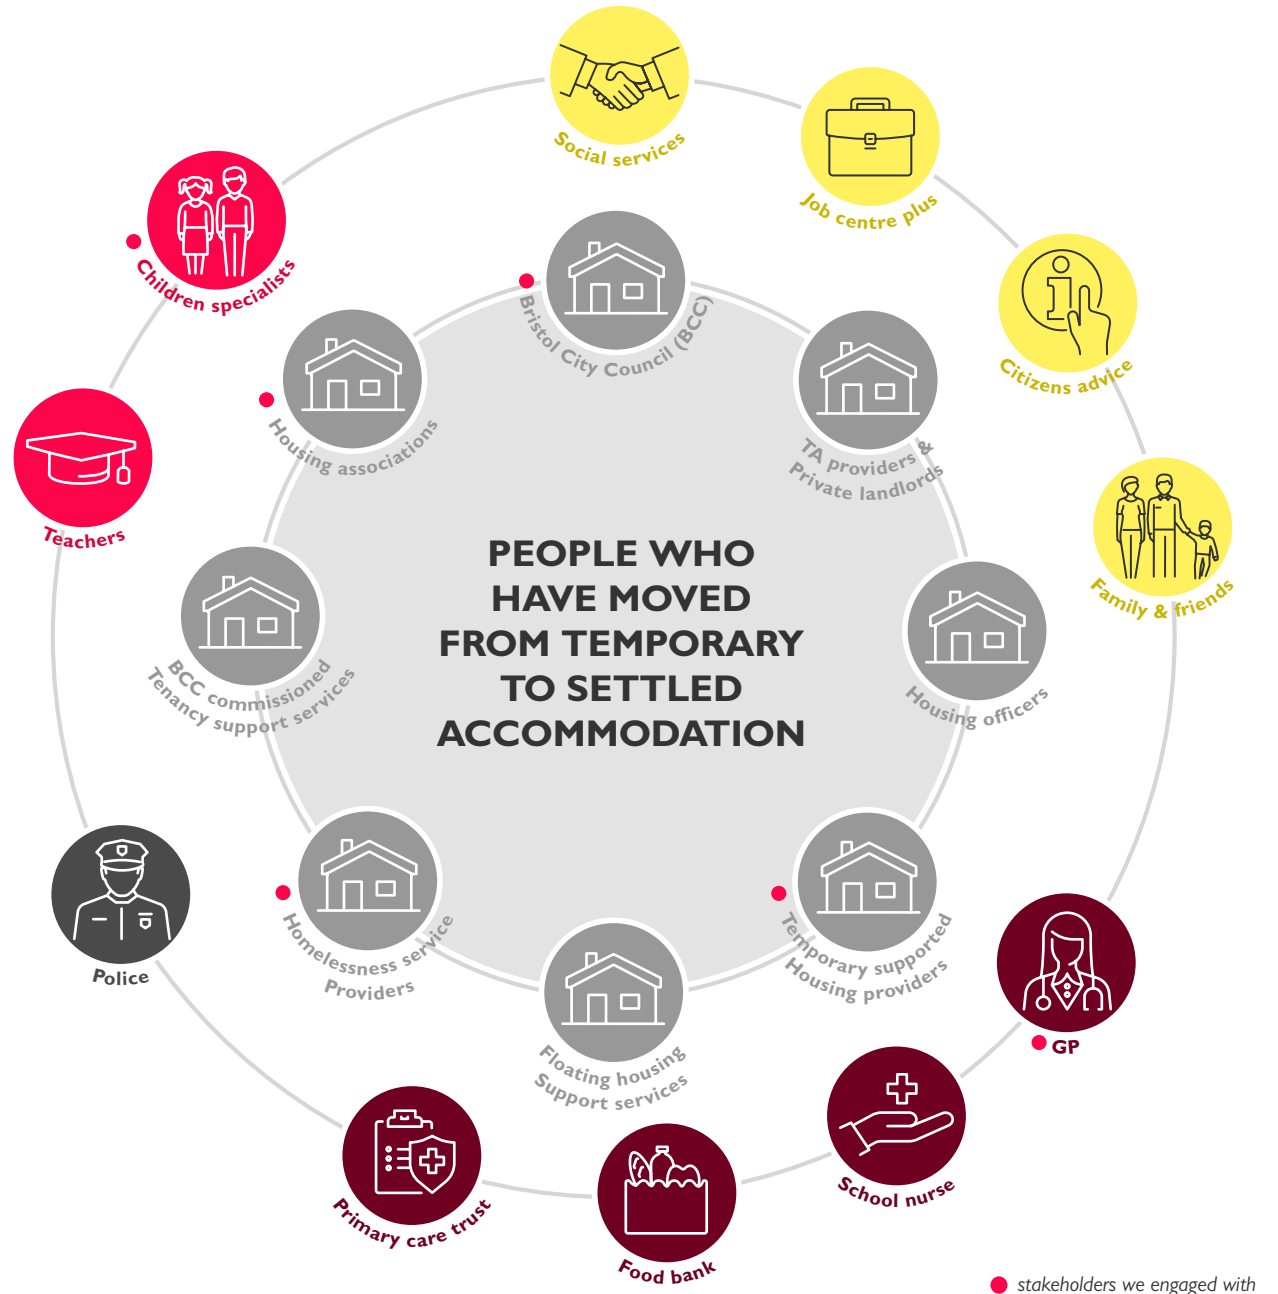 Social services
Job centre plus
Children specialists
Citizens advice
Bristol City Council (BCC)
Housing associations
TA providers &
Private landlords
Teachers
Family & friends
PEOPLE WHO
HAVE MOVED
FROM TEMPORARY
TO SETTLED
ACCOMMODATION
BCC commissioned
Tenancy support services
Housing officers
Police
Homelessness service
Providers
Temporary supported
Housing providers
GP
Floating housing
Support services
School nurse
Primary care trust
Food bank
stakeholders we engaged with